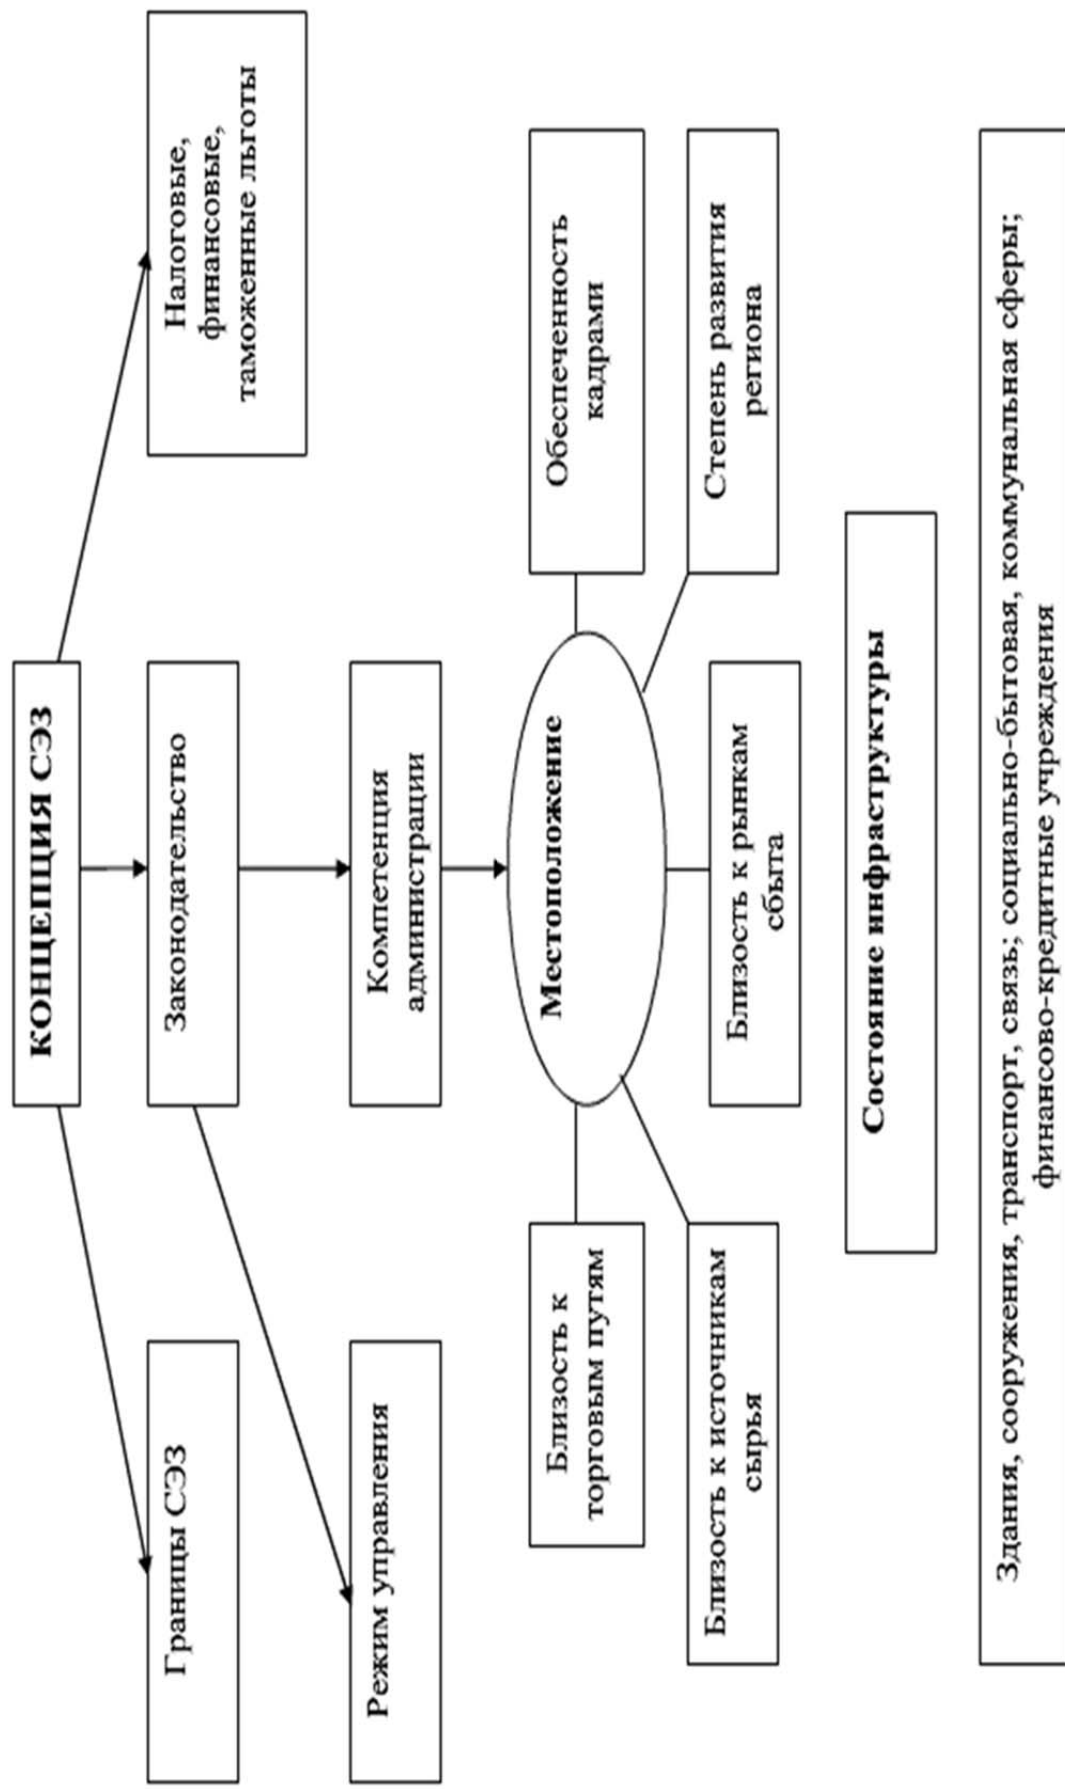 КОНЦЕПЦИЯ СЭЗ
Границы СЭЗ
Законодательство
Налоговые,
финансовые,
таможенные льготы
Режим управления
Компетенция
администрации
Местоположение
Близость к
торговым путям
Обеспеченность
кадрами
Близость к источникам
сырья
Близость к рынкам
сбыта
Степень развития
региона
Состояние инфраструктуры
Здания, сооружения, транспорт, связь; социально-бытовая, коммунальная сферы;
финансово-кредитные учреждения